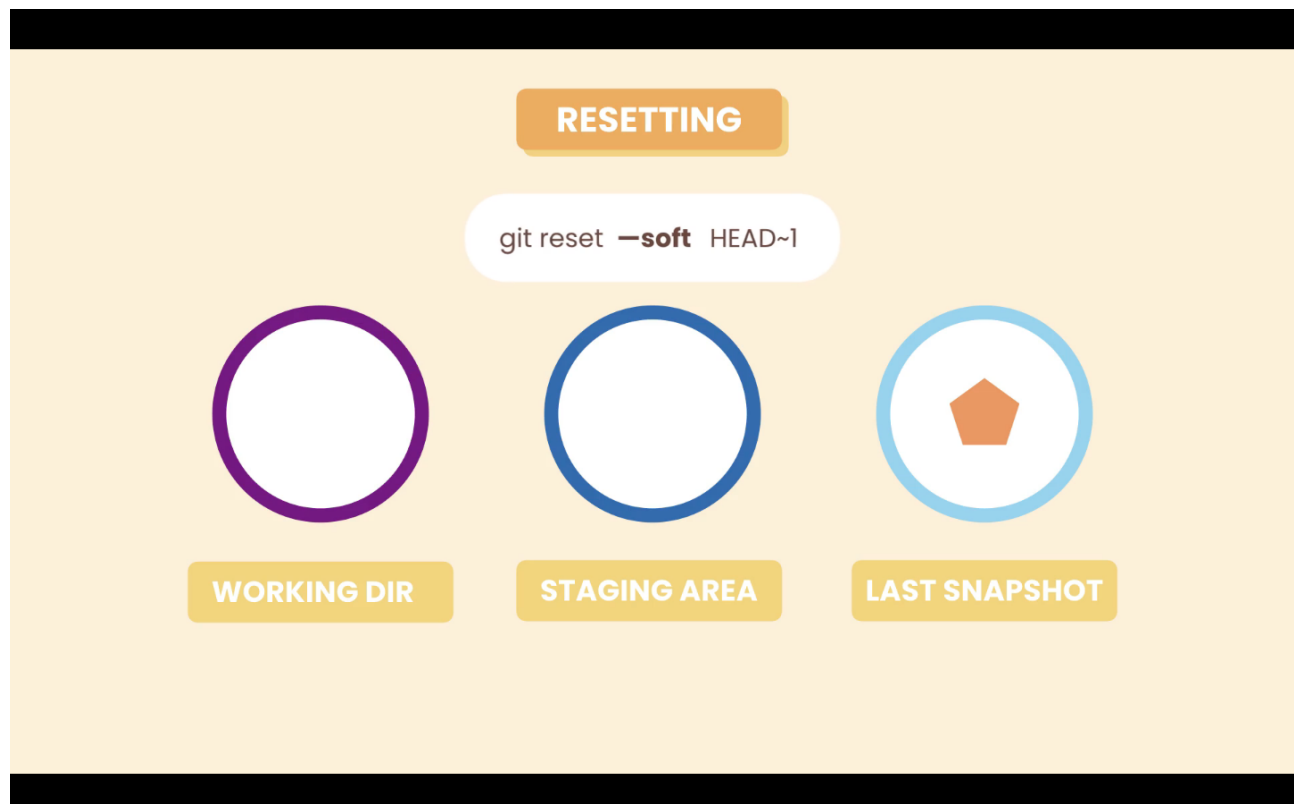 RESETTING
git reset —soft HEAD~1
WORKING DIR
STAGING AREA
LAST SNAPSHOT